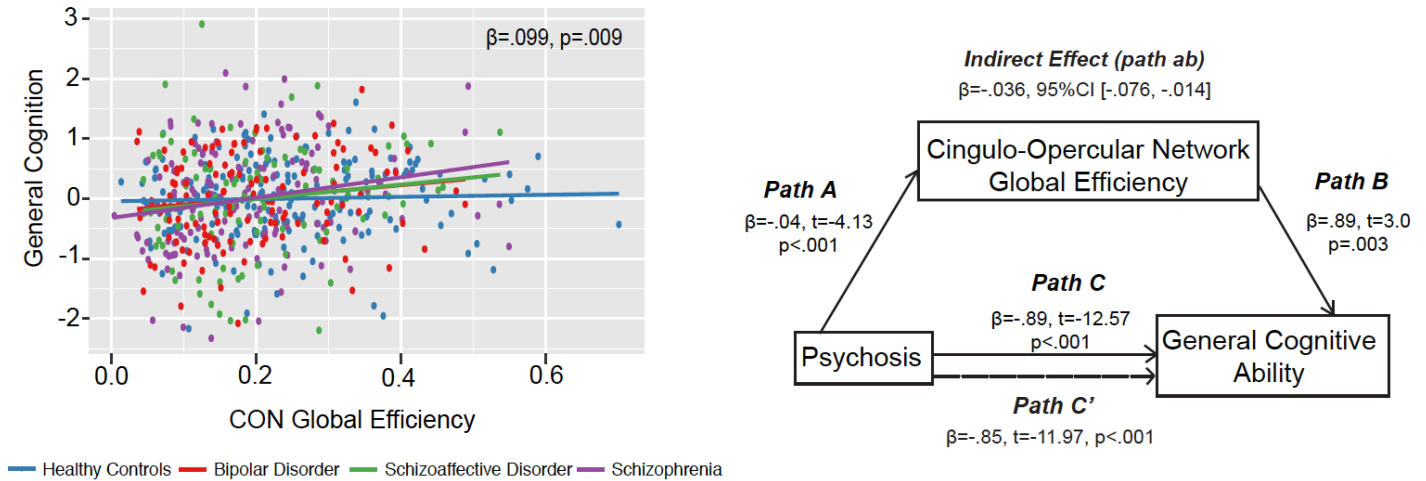 3
2
1
0
-1
-2
General Cognition
β=.099, p=.009
0.0 0.2 0.4 0.6
CON Global Efficiency
Healthy Controls Bipolar Disorder Schizoaffective Disorder Schizophrenia
Indirect Effect (path ab)
β=-.036, 95%CI [-.076, -.014]
Cingulo-Opercular Network
Global Efficiency
Path A
β=-.04, t=-4.13
p<.001
Path B
β=.89, t=3.0
p=.003
Path C
β=-.89, t=-12.57
p<.001
Psychosis
General Cognitive
Ability
Path C'
β=-.85, t=-11.97, p<.001